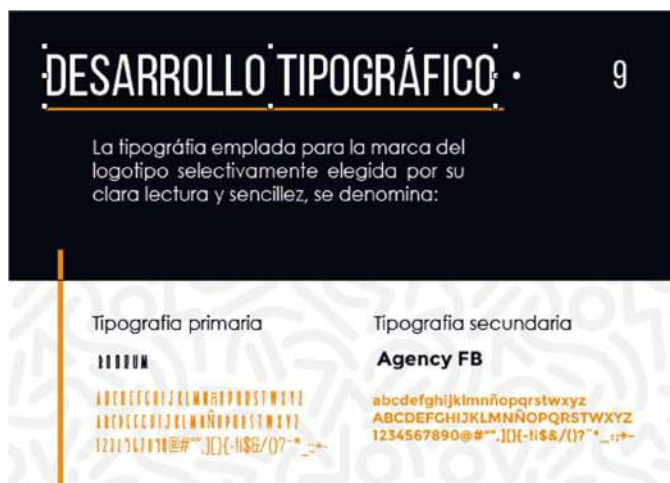 DESARROLLO TIPOGRÁFICO
9
La tipográfia emplada para la marca del
logotipo selectivamente elegida por su
clara lectura y sencillez, se denomina:
Tipografia primaria
Tipografia secundaria
Agency FB
abcdefghijklmnñopqrstwxyz
ABCDEFGHIJKLMNÑOPQRSTWXYZ
1234567890@#“”.,][}{-!i$&/()?¨*_:;+-